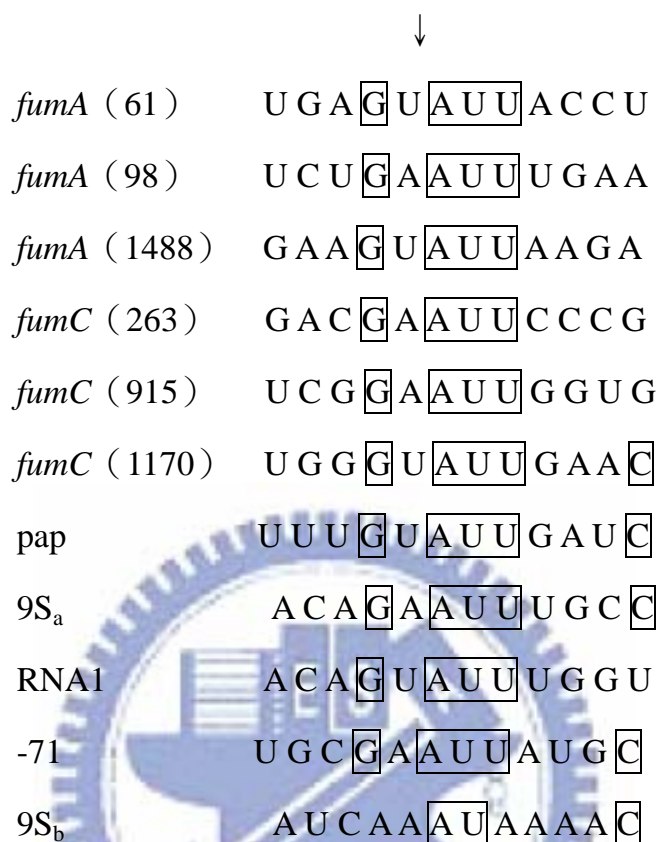 ↓
fumA（61） U G A G U A U U A C C U
fumA（98） U C U G A A U U U G A A
fumA（1488） G A A G U A U U A A G A
fumC（263） G A C G A A U U C C C G
fumC（915） U C G G A A U U G G U G
fumC（1170） U G G G U A U U G A A C
pap U U U G U A U U G A U C
9Sa A C A G A A U U U G C C
RNA1 A C A G U A U U U G G U
-71 U G C G A A U U A U G C
9Sb A U C A A A U A A A A C